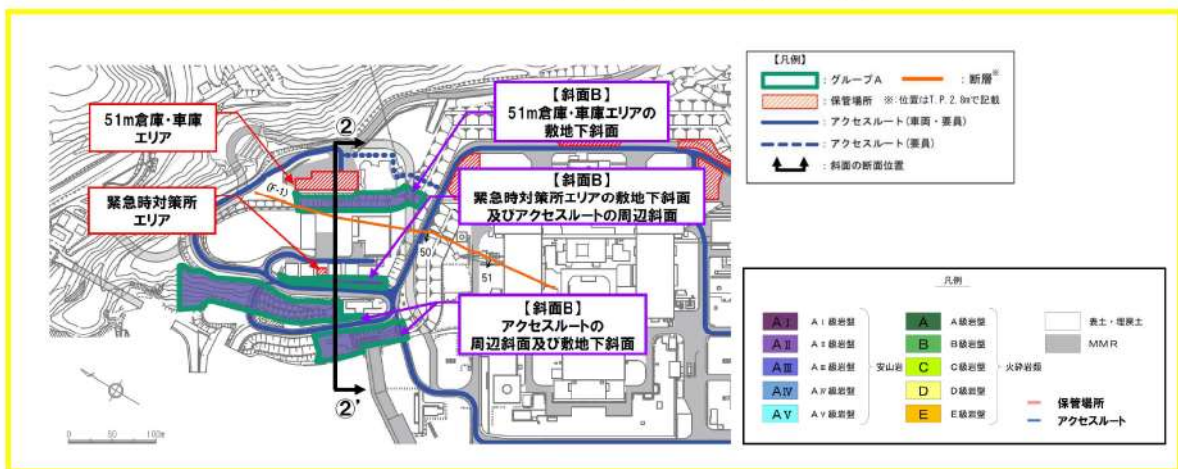 51m倉庫・車庫
エリア
緊急時対策所
エリア
(F-1)
②
②'
50
51
【斜面B】
51m倉庫・車庫エリアの
敷地下斜面
【斜面B】
緊急時対策所エリアの敷地下斜面
及びアクセスルートの周辺斜面
【斜面B】
アクセスルートの
周辺斜面及び敷地下斜面
0 50 100m
【凡例】
：グループA ：断層※
：保管場所 ※：位置はT.P.2.8mで記載
：アクセスルート(車両・要員)
：アクセスルート(要員)
：斜面の断面位置
凡例
AⅠ AⅠ級岩盤
AⅡ AⅡ級岩盤
AⅢ AⅢ級岩盤
AⅣ AⅣ級岩盤
AⅤ AⅤ級岩盤
安山岩
A A級岩盤
B B級岩盤
C C級岩盤
D D級岩盤
E E級岩盤
火砕岩類
表土・埋戻土
MMR
保管場所
アクセスルート